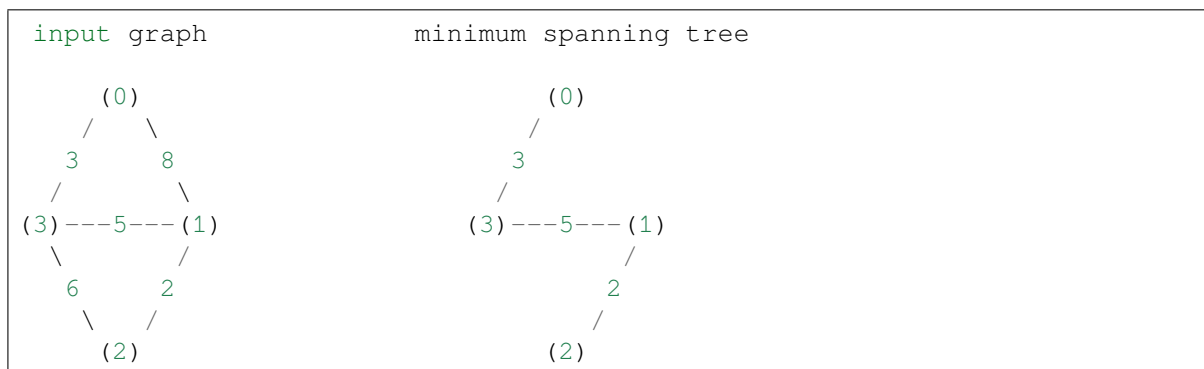 input graph             minimum spanning tree
     (0)                            (0)
    /   \                          /
   3     8                        3
  /       \                      /
(3)---5---(1)                  (3)---5---(1)
  \       /                              /
   6     2                              2
    \   /                              /
     (2)                            (2)